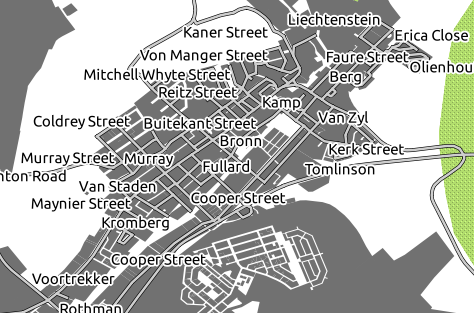 Liechtenstein
Kaner Street
Erica Close
Von Manger Street
Faure Street
Olienhou
Mitchell Whyte Street
Berg
Reitz Street
Kamp
Coldrey Street
Buitekant Street
Van Zyl
Bronn
Kerk Street
Murray Street
Murray
Fullard
Tomlinson
nton Road
Van Staden
Maynier Street
Cooper Street
Kromberg
Cooper Street
Voortrekker
Rothman